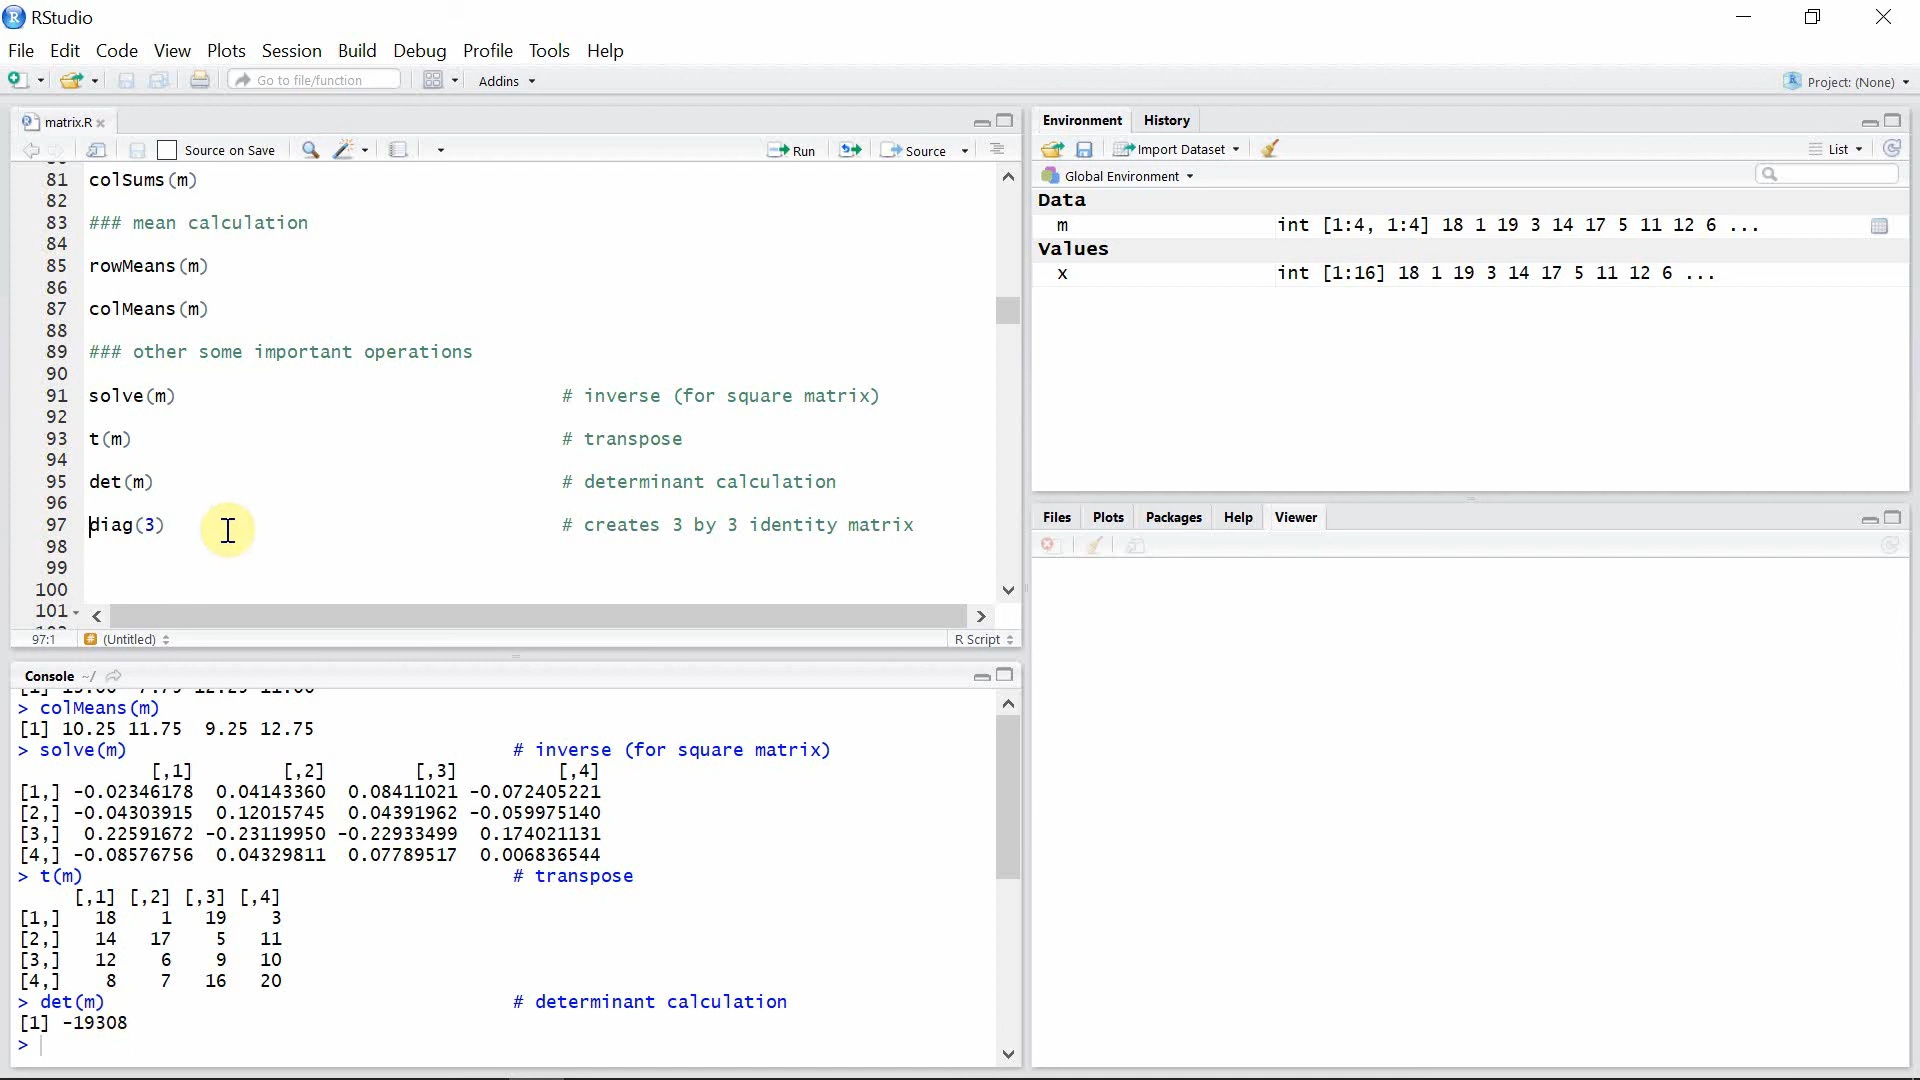 RStudio
File Edit Code View Plots Session Build Debug Profile Tools Help
Go to file/function Addins Project: (None)
matrix.R
Source on Save Run Source
81 colSums(m)
82
83 ### mean calculation
84
85 rowMeans(m)
86
87 colMeans(m)
88
89 ### other some important operations
90
91 solve(m) # inverse (for square matrix)
92
93 t(m) # transpose
94
95 det(m) # determinant calculation
96
97 diag(3) # creates 3 by 3 identity matrix
98
99
100
101
97:1 (Untitled) R Script
Console ~/
> colMeans(m)
[1] 10.25 11.75 9.25 12.75
> solve(m) # inverse (for square matrix)
[,1] [,2] [,3] [,4]
[1,] -0.02346178 0.04143360 0.08411021 -0.072405221
[2,] -0.04303915 0.12015745 0.04391962 -0.059975140
[3,] 0.22591672 -0.23119950 -0.22933499 0.174021131
[4,] -0.08576756 0.04329811 0.07789517 0.006836544
> t(m) # transpose
[,1] [,2] [,3] [,4]
[1,] 18 1 19 3
[2,] 14 17 5 11
[3,] 12 6 9 10
[4,] 8 7 16 20
> det(m) # determinant calculation
[1] -19308
>
Environment History
Import Dataset List
Global Environment
Data
m int [1:4, 1:4] 18 1 19 3 14 17 5 11 12 6 ...
Values
x int [1:16] 18 1 19 3 14 17 5 11 12 6 ...
Files Plots Packages Help Viewer